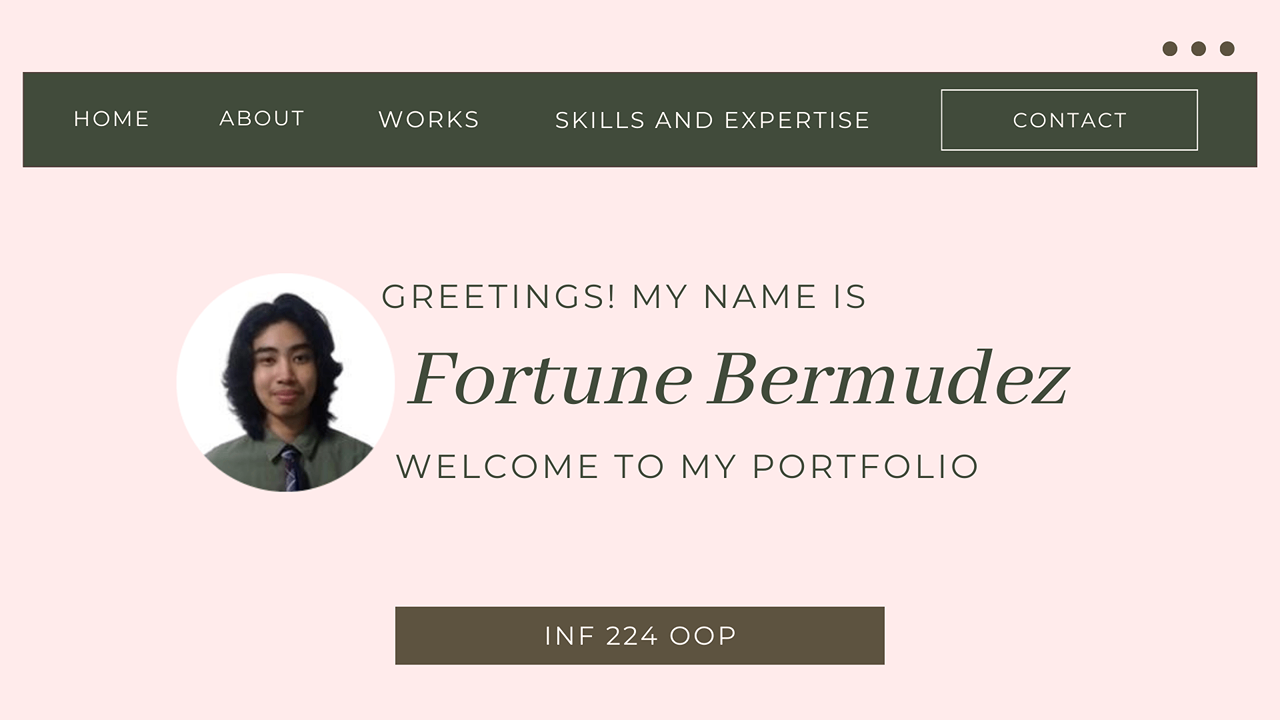 HOME ABOUT WORKS SKILLS AND EXPERTISE CONTACT
GREETINGS! MY NAME IS
Fortune Bermudez
WELCOME TO MY PORTFOLIO
INF 224 OOP